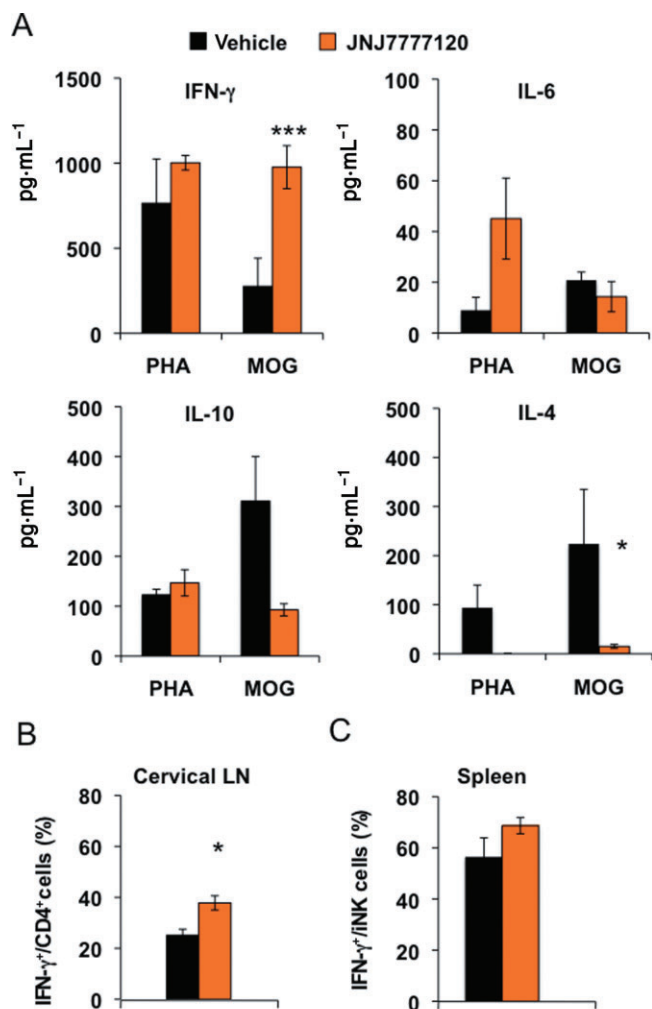 A
Vehicle JNJ7777120
IFN-γ
pg·mL⁻¹
1500
1000
500
0
***
PHA MOG
IL-6
pg·mL⁻¹
100
80
60
40
20
0
PHA MOG
IL-10
pg·mL⁻¹
500
400
300
200
100
0
PHA MOG
IL-4
pg·mL⁻¹
500
400
300
200
100
0
*
PHA MOG
B
Cervical LN
IFN-γ⁺/CD4⁺cells (%)
80
60
40
20
0
*
C
Spleen
IFN-γ⁺/iNK cells (%)
80
60
40
20
0